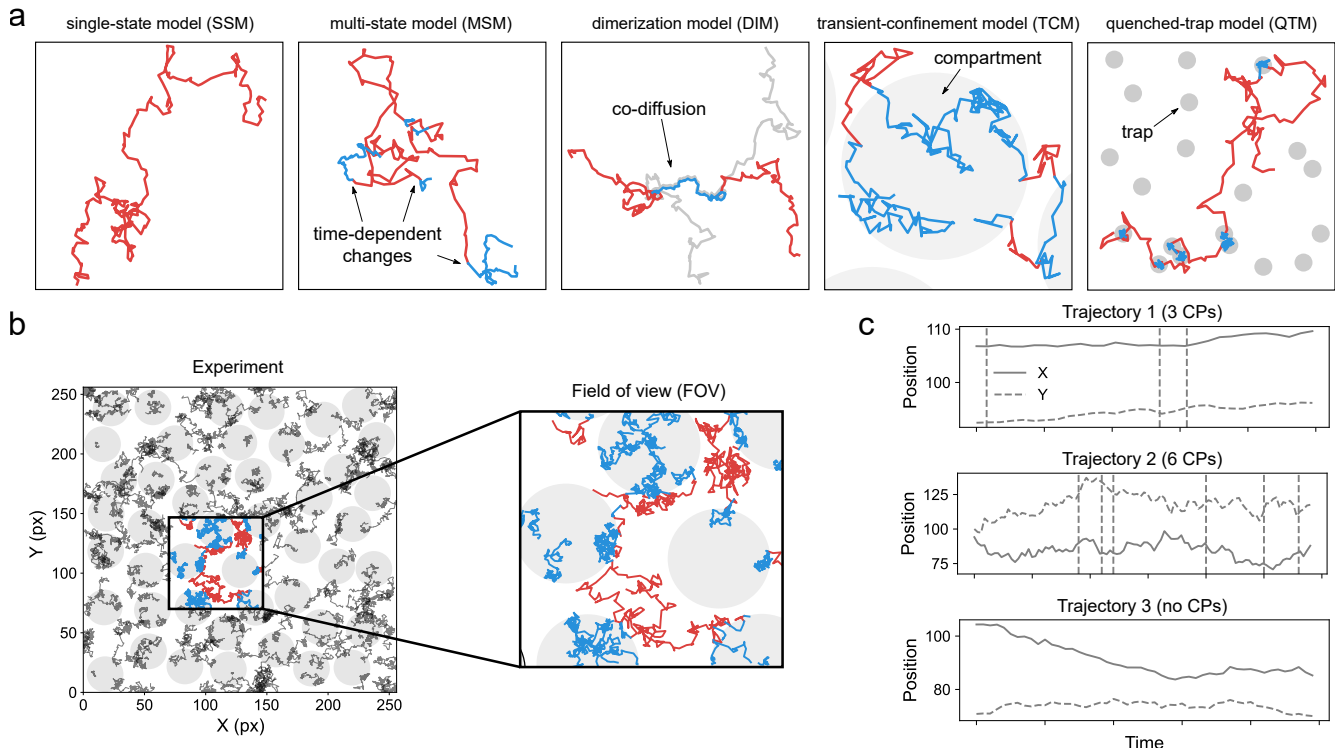 a
single-state model (SSM)
multi-state model (MSM)
dimerization model (DIM)
transient-confinement model (TCM)
quenched-trap model (QTM)
time-dependent
changes
co-diffusion
compartment
trap
b
Experiment
Y (px)
250
200
150
100
50
0
0
50
100
150
200
250
X (px)
Field of view (FOV)
c
Trajectory 1 (3 CPs)
Position
110
100
X
Y
Trajectory 2 (6 CPs)
Position
125
100
75
Trajectory 3 (no CPs)
Position
100
80
Time